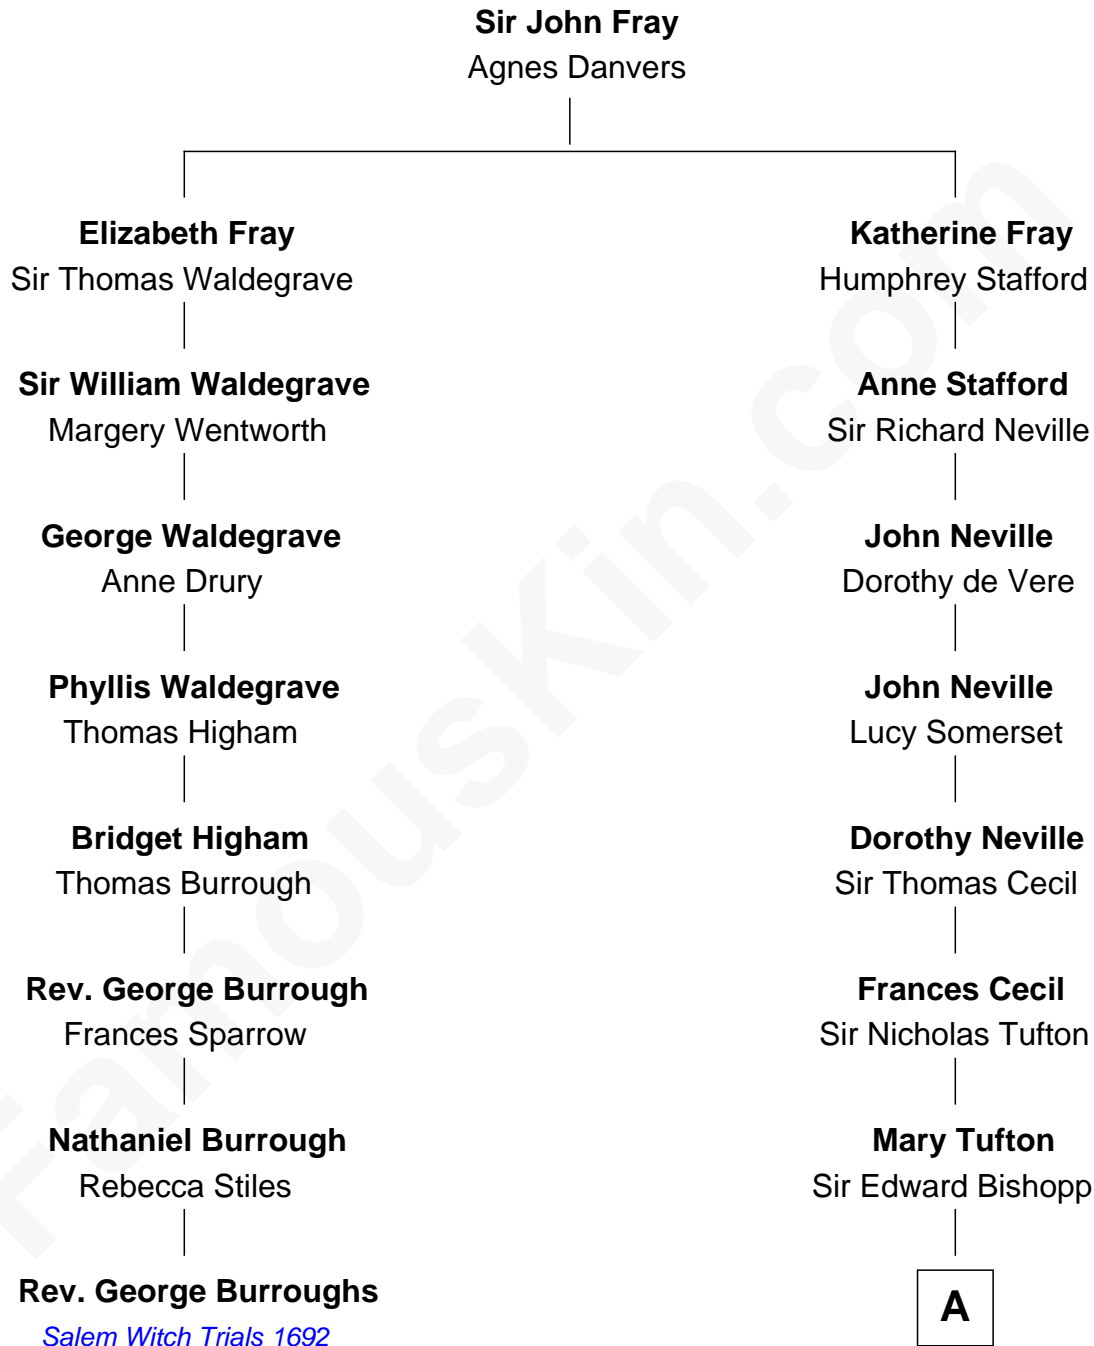 Sir John Fray
Agnes Danvers
Elizabeth Fray
Sir Thomas Waldegrave
Katherine Fray
Humphrey Stafford
Sir William Waldegrave
Margery Wentworth
Anne Stafford
Sir Richard Neville
George Waldegrave
Anne Drury
John Neville
Dorothy de Vere
Phyllis Waldegrave
Thomas Higham
John Neville
Lucy Somerset
Bridget Higham
Thomas Burrough
Dorothy Neville
Sir Thomas Cecil
Rev. George Burrough
Frances Sparrow
Frances Cecil
Sir Nicholas Tufton
Nathaniel Burrough
Rebecca Stiles
Mary Tufton
Sir Edward Bishopp
Rev. George Burroughs
Salem Witch Trials 1692
A
FamousKin.com